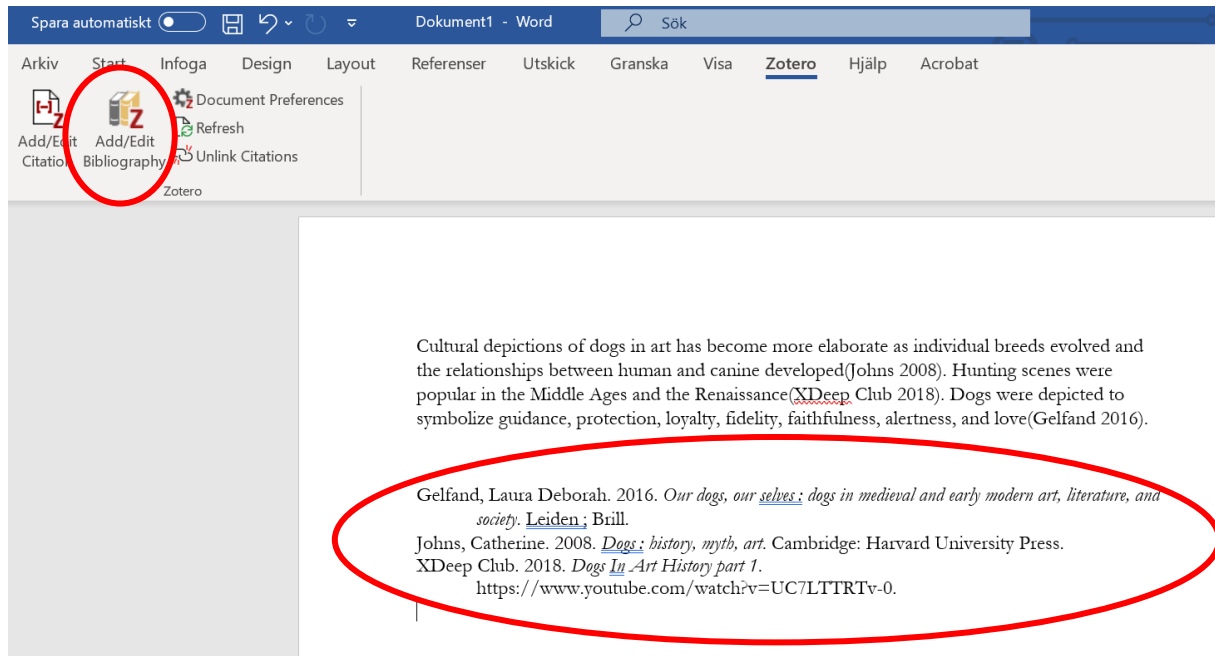 Spara automatiskt Dokument1 - Word Sök
Arkiv Start Infoga Design Layout Referenser Utskick Granska Visa Zotero Hjälp Acrobat
Add/Edit Citation
Add/Edit Bibliography
Document Preferences
Refresh
Unlink Citations
Zotero
Cultural depictions of dogs in art has become more elaborate as individual breeds evolved and
the relationships between human and canine developed(Johns 2008). Hunting scenes were
popular in the Middle Ages and the Renaissance(XDeep Club 2018). Dogs were depicted to
symbolize guidance, protection, loyalty, fidelity, faithfulness, alertness, and love(Gelfand 2016).
Gelfand, Laura Deborah. 2016. Our dogs, our selves : dogs in medieval and early modern art, literature, and
society. Leiden ; Brill.
Johns, Catherine. 2008. Dogs : history, myth, art. Cambridge: Harvard University Press.
XDeep Club. 2018. Dogs In Art History part 1.
https://www.youtube.com/watch?v=UC7LTTRTv-0.